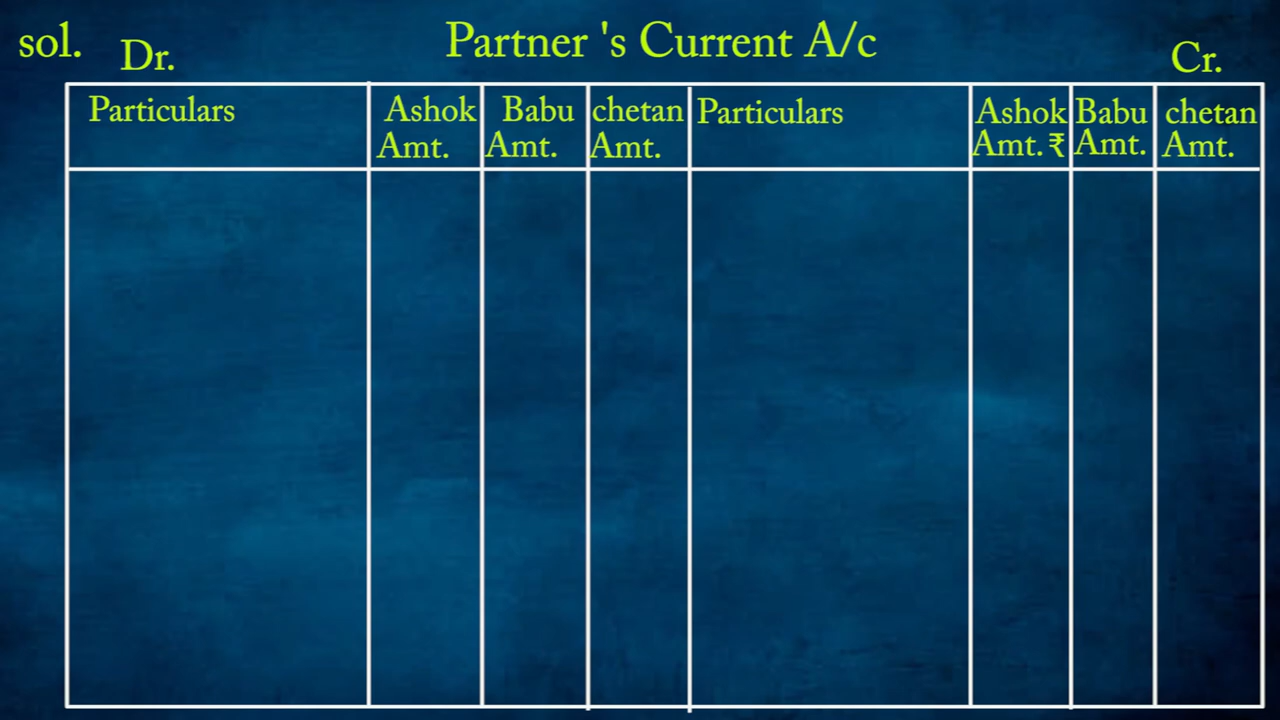 sol. Dr. Partner 's Current A/c Cr.
Particulars Ashok Babu chetan Particulars Ashok Babu chetan
Amt. Amt. Amt. Amt. ₹ Amt. Amt.